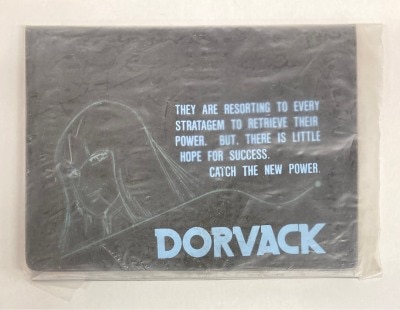 THEY ARE RESORTING TO EVERY
STRATAGEM TO RETRIEVE THEIR
POWER. BUT, THERE IS LITTLE
HOPE FOR SUCCESS.
CATCH THE NEW POWER.
DORVACK